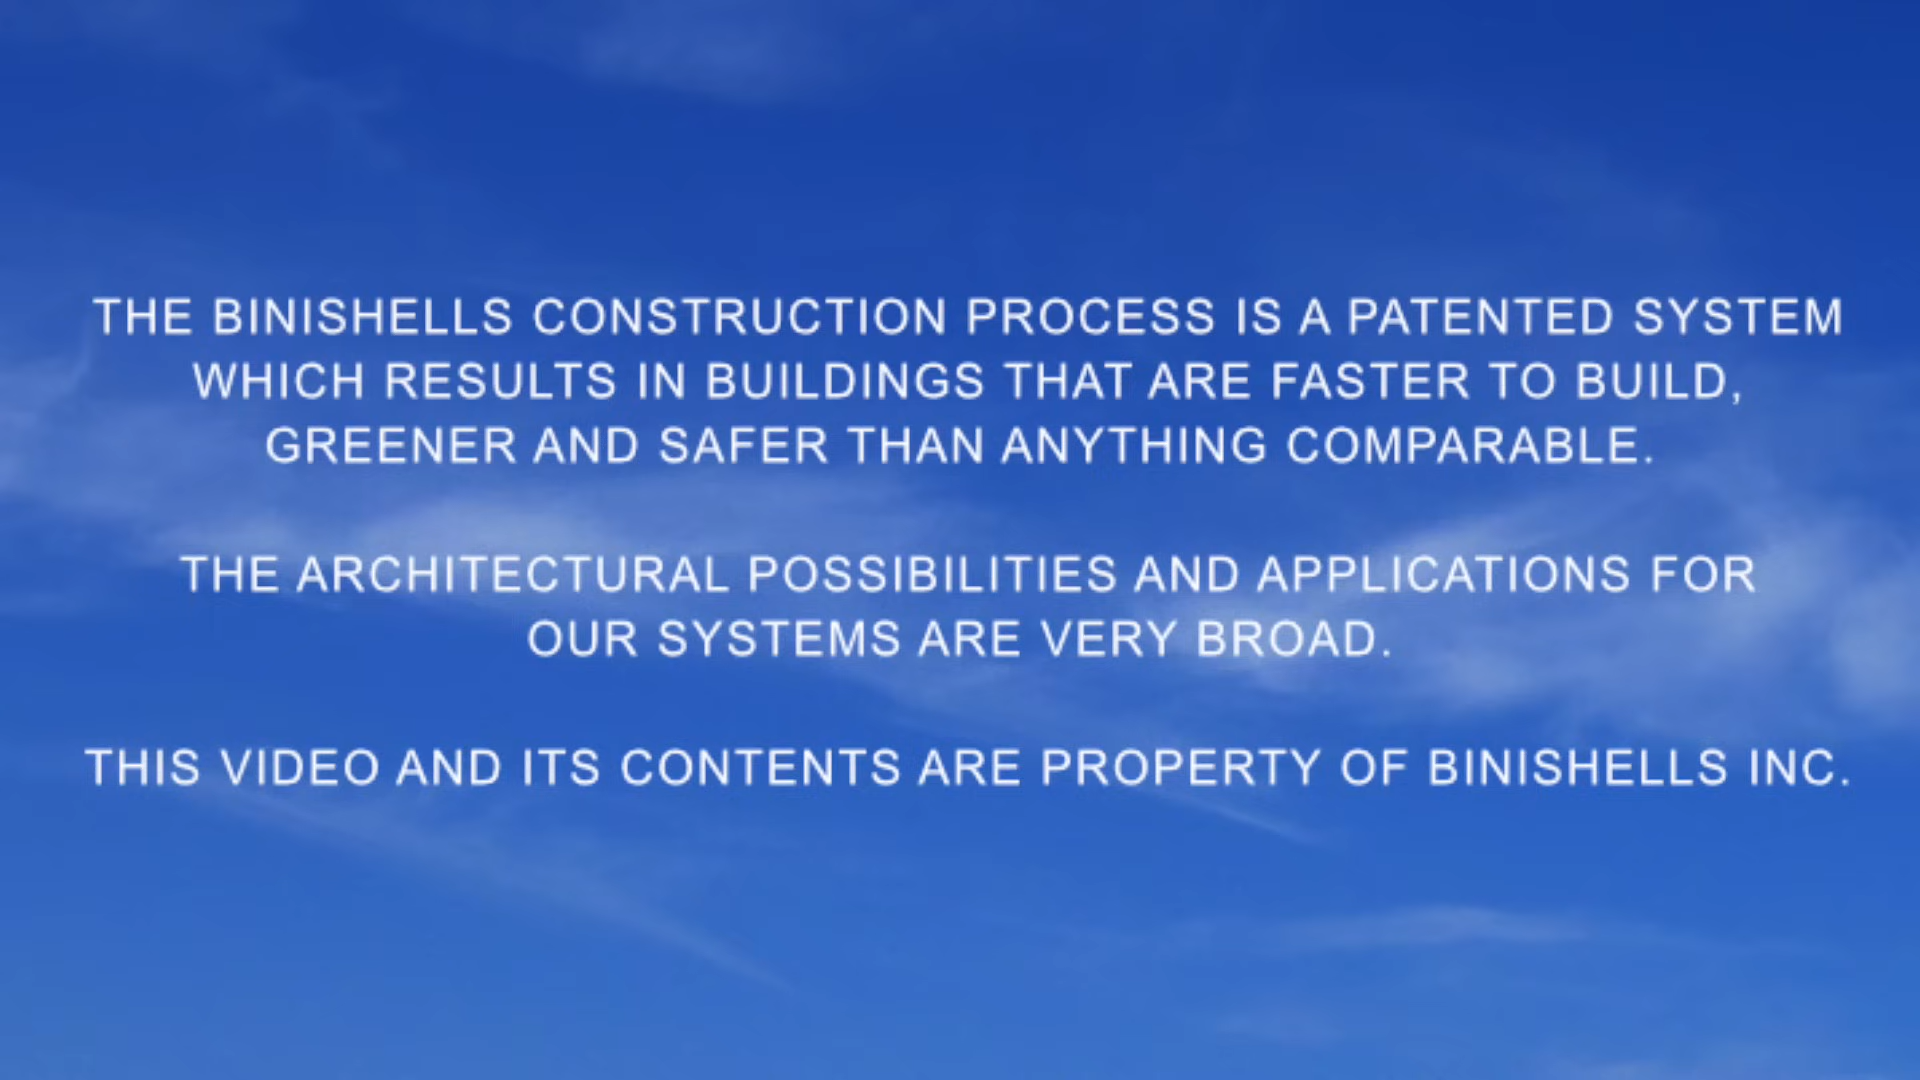 THE BINISHELLS CONSTRUCTION PROCESS IS A PATENTED SYSTEM
WHICH RESULTS IN BUILDINGS THAT ARE FASTER TO BUILD,
GREENER AND SAFER THAN ANYTHING COMPARABLE.
THE ARCHITECTURAL POSSIBILITIES AND APPLICATIONS FOR
OUR SYSTEMS ARE VERY BROAD.
THIS VIDEO AND ITS CONTENTS ARE PROPERTY OF BINISHELLS INC.